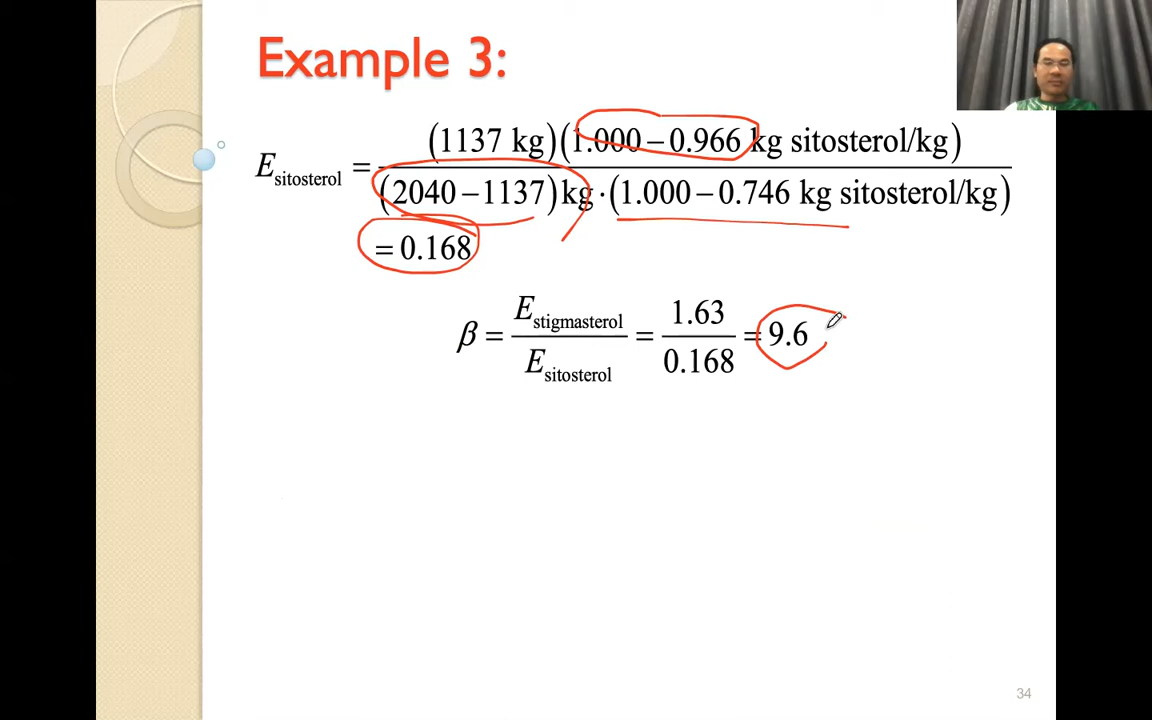 Example 3:
E_sitosterol = (1137 kg)(1.000 − 0.966 kg sitosterol/kg) / (2040 − 1137) kg · (1.000 − 0.746 kg sitosterol/kg)
= 0.168
β = E_stigmasterol / E_sitosterol = 1.63 / 0.168 = 9.6
34